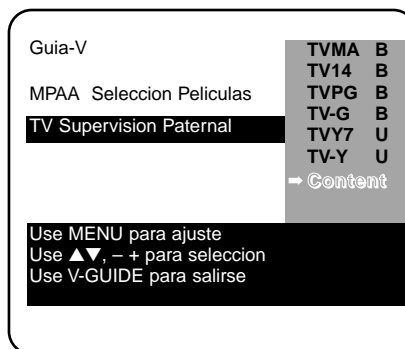 Guia-V
MPAA Seleccion Peliculas
TV Supervision Paternal
TVMA B
TV14 B
TVPG B
TV-G B
TVY7 U
TV-Y U
➡ Content
Use MENU para ajuste
Use ▲▼, – + para seleccion
Use V-GUIDE para salirse